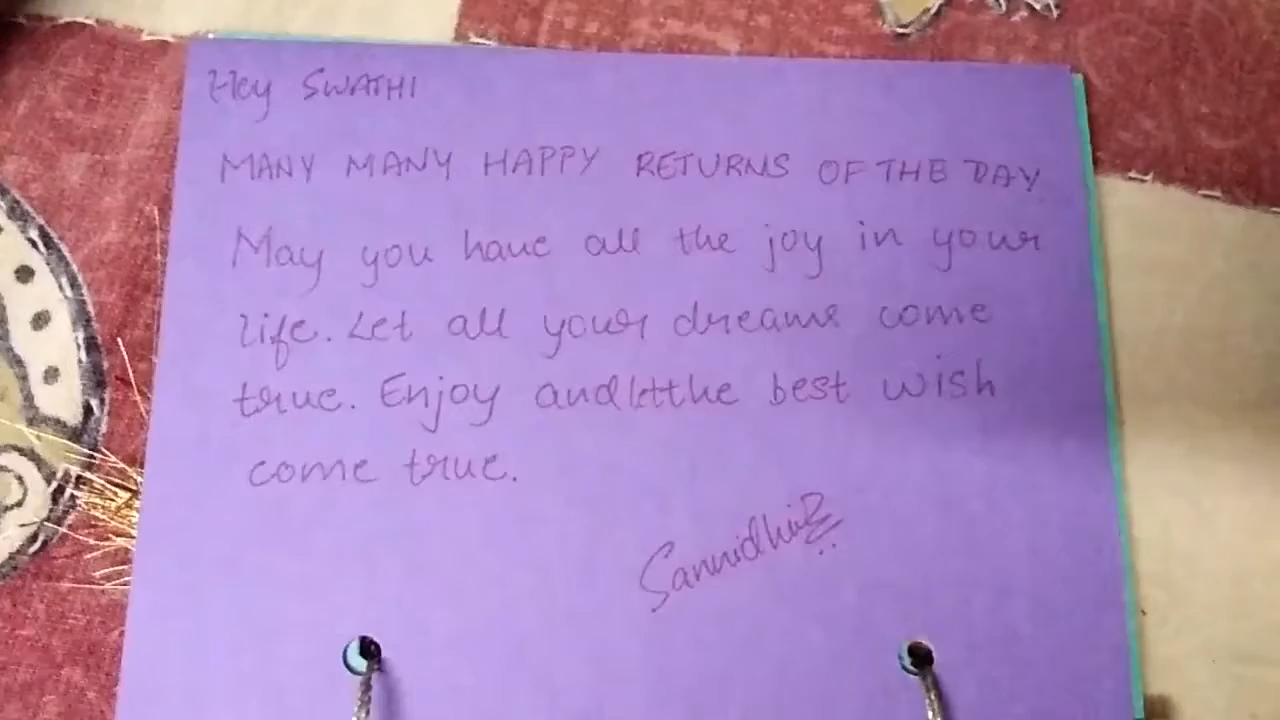 Hey SWATHI
MANY MANY HAPPY RETURNS OF THE DAY
May you have all the joy in your
life. Let all your dreams come
true. Enjoy and let the best wish
come true.
Sannidhi